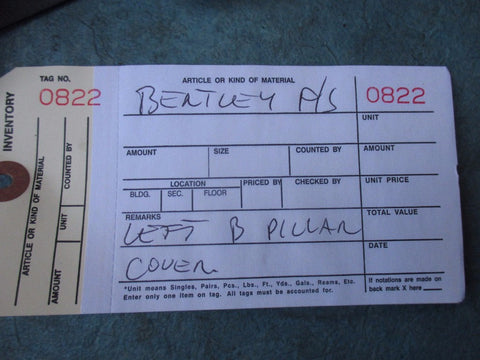 TAG NO.
0822
INVENTORY
ARTICLE OR KIND OF MATERIAL
UNIT
COUNTED BY
ARTICLE OR KIND OF MATERIAL
BENTLEY P/S
0822
UNIT
AMOUNT SIZE COUNTED BY AMOUNT
LOCATION PRICED BY CHECKED BY UNIT PRICE
BLDG. SEC. FLOOR
REMARKS
LEFT B PILLAR
COVER
TOTAL VALUE
DATE
*Unit means Singles, Pairs, Pcs., Lbs., Ft., Yds., Gals., Reams, Etc.
Enter only one item on tag. All tags must be accounted for.
If notations are made on
back mark X here